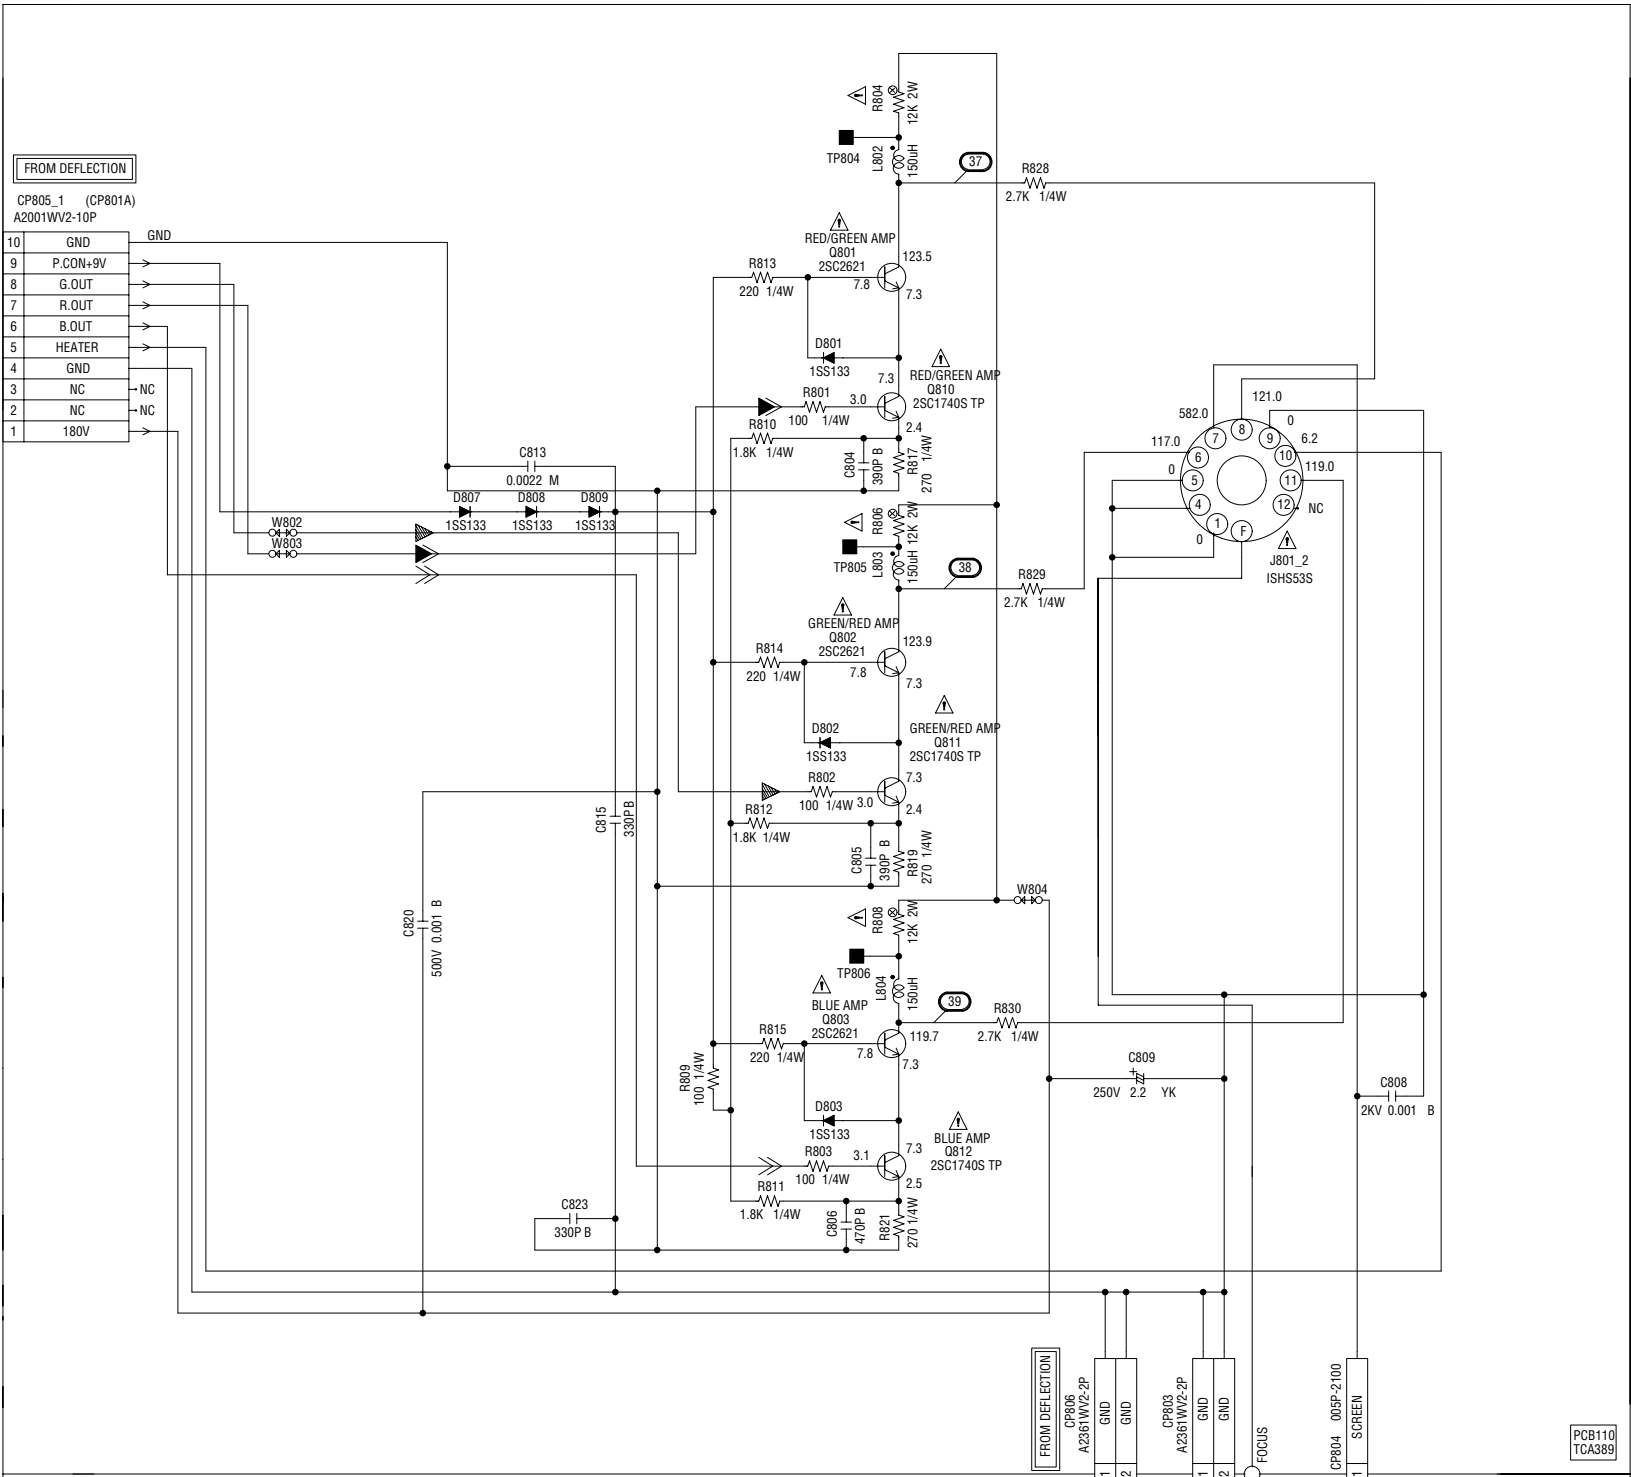 FROM DEFLECTION
CP805_1 (CP801A)
A2001WV2-10P
10 GND
9 P.CON+9V
8 G.OUT
7 R.OUT
6 B.OUT
5 HEATER
4 GND
3 NC
2 NC
1 180V
GND
NC
NC
W802
W803
C813
0.0022 M
D807
1SS133
D808
1SS133
D809
1SS133
R804
12K 2W
TP804
L802
150uH
37
R828
2.7K 1/4W
RED/GREEN AMP
Q801
2SC2621
123.5
7.8
7.3
R813
220 1/4W
D801
1SS133
RED/GREEN AMP
Q810
2SC1740S TP
7.3
3.0
2.4
R801
100 1/4W
R810
1.8K 1/4W
C804
390P B
R817
270 1/4W
R806
12K 2W
TP805
L803
150uH
38
R829
2.7K 1/4W
GREEN/RED AMP
Q802
2SC2621
123.9
7.8
7.3
R814
220 1/4W
D802
1SS133
GREEN/RED AMP
Q811
2SC1740S TP
7.3
3.0
2.4
R802
100 1/4W
R812
1.8K 1/4W
C805
390P B
R819
270 1/4W
C815
330P B
C820
500V 0.001 B
W804
R808
12K 2W
TP806
L804
150uH
39
R830
2.7K 1/4W
BLUE AMP
Q803
2SC2621
119.7
7.8
7.3
R815
220 1/4W
R809
100 1/4W
D803
1SS133
BLUE AMP
Q812
2SC1740S TP
7.3
3.1
2.5
R803
100 1/4W
R811
1.8K 1/4W
C806
470P B
R821
270 1/4W
C823
330P B
C809
+
250V 2.2 YK
C808
2KV 0.001 B
582.0
121.0
0
6.2
117.0
119.0
0
0
NC
7
8
9
6
10
5
11
4
12
1
F
J801_2
ISHS53S
FROM DEFLECTION
CP806
A2361WV2-2P
1 GND
2 GND
CP803
A2361WV2-2P
1 GND
2 GND
FOCUS
CP804 005P-2100
1 SCREEN
PCB110
TCA389